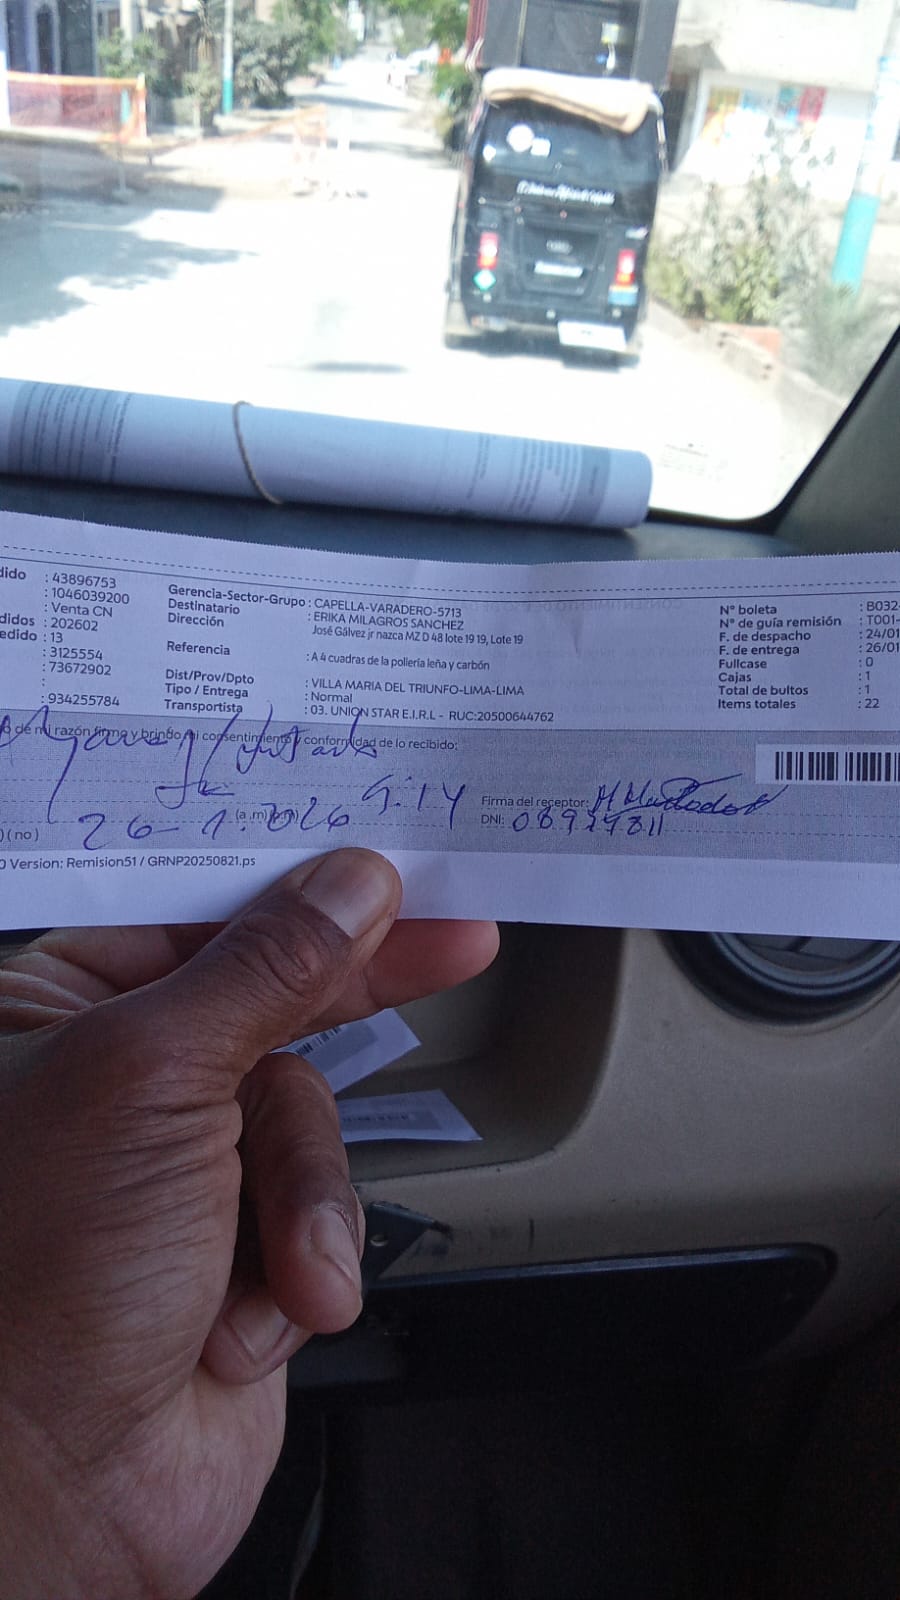 dido : 43896753
: 1046039200
: Venta CN
didos : 202602
edido : 13
: 3125554
: 73672902
:
: 934255784
Gerencia-Sector-Grupo : CAPELLA-VARADERO-5713
Destinatario : ERIKA MILAGROS SANCHEZ
Dirección José Gálvez jr nazca MZ D 48 lote 19 19, Lote 19
Referencia : A 4 cuadras de la pollería leña y carbón
Dist/Prov/Dpto : VILLA MARIA DEL TRIUNFO-LIMA-LIMA
Tipo / Entrega : Normal
Transportista : 03. UNION STAR E.I.R.L - RUC:20500644762
N° boleta : B032-
N° de guía remisión : T001-
F. de despacho : 24/01
F. de entrega : 26/01
Fullcase : 0
Cajas : 1
Total de bultos : 1
Items totales : 22
de mi razón firmo y brindo mi consentimiento y conformidad de lo recibido:
26-1-2026 9:14
(a.m)
Firma del receptor:
DNI:
) ( no )
0 Version: Remision51 / GRNP20250821.ps